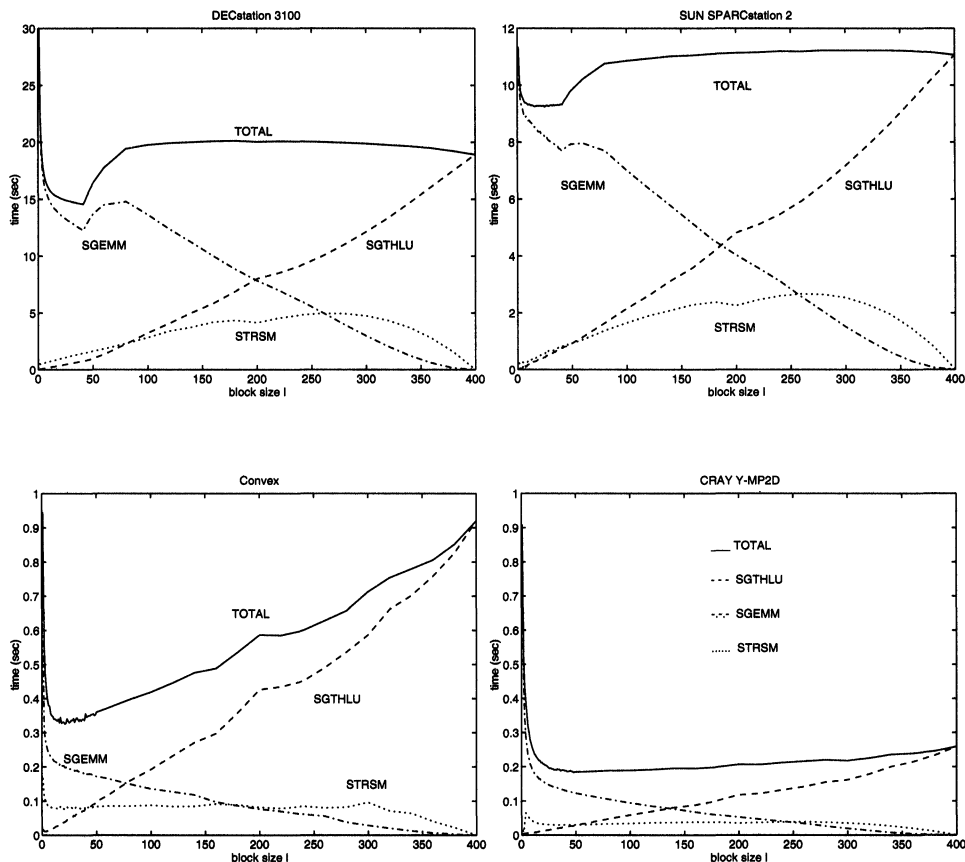 DECstation 3100
30
25
20
15
10
5
0
time (sec)
TOTAL
SGEMM
SGTHLU
STRSM
0 50 100 150 200 250 300 350 400
block size l
SUN SPARCstation 2
12
10
8
6
4
2
0
time (sec)
TOTAL
SGEMM
SGTHLU
STRSM
0 50 100 150 200 250 300 350 400
block size l
Convex
1
0.9
0.8
0.7
0.6
0.5
0.4
0.3
0.2
0.1
0
time (sec)
TOTAL
SGTHLU
SGEMM
STRSM
0 50 100 150 200 250 300 350 400
block size l
CRAY Y-MP2D
1
0.9
0.8
0.7
0.6
0.5
0.4
0.3
0.2
0.1
0
time (sec)
TOTAL
SGTHLU
SGEMM
STRSM
0 50 100 150 200 250 300 350 400
block size l